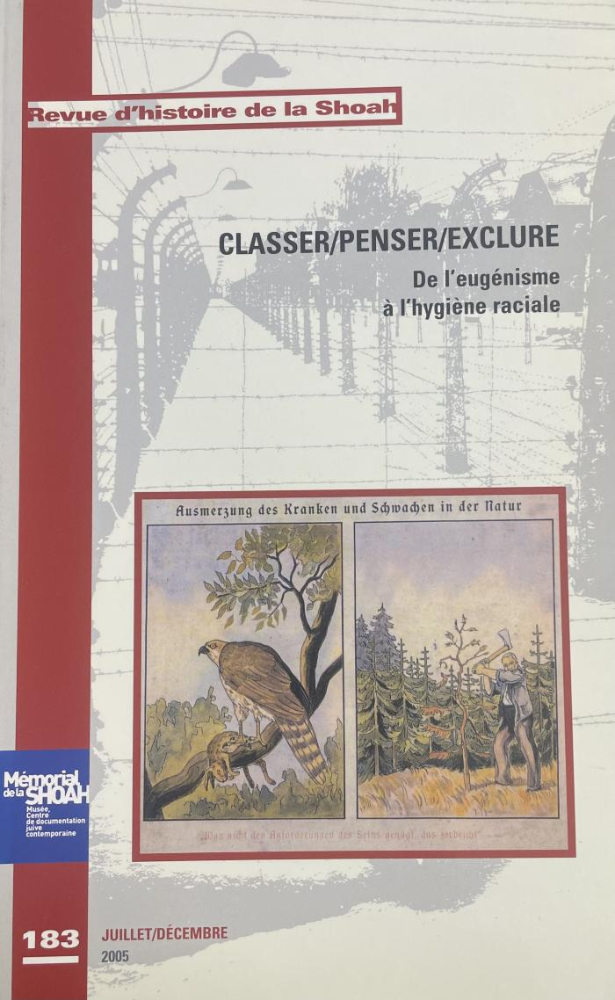 Revue d'histoire de la Shoah
CLASSER/PENSER/EXCLURE
De l'eugénisme
à l'hygiène raciale
Ausmerzung des Kranken und Schwachen in der Natur
"Was nicht den Anforderungen des Seins genügt, das zerbricht"
Mémorial
de la SHOAH
Musée,
Centre
de documentation
juive
contemporaine
183
JUILLET/DÉCEMBRE
2005